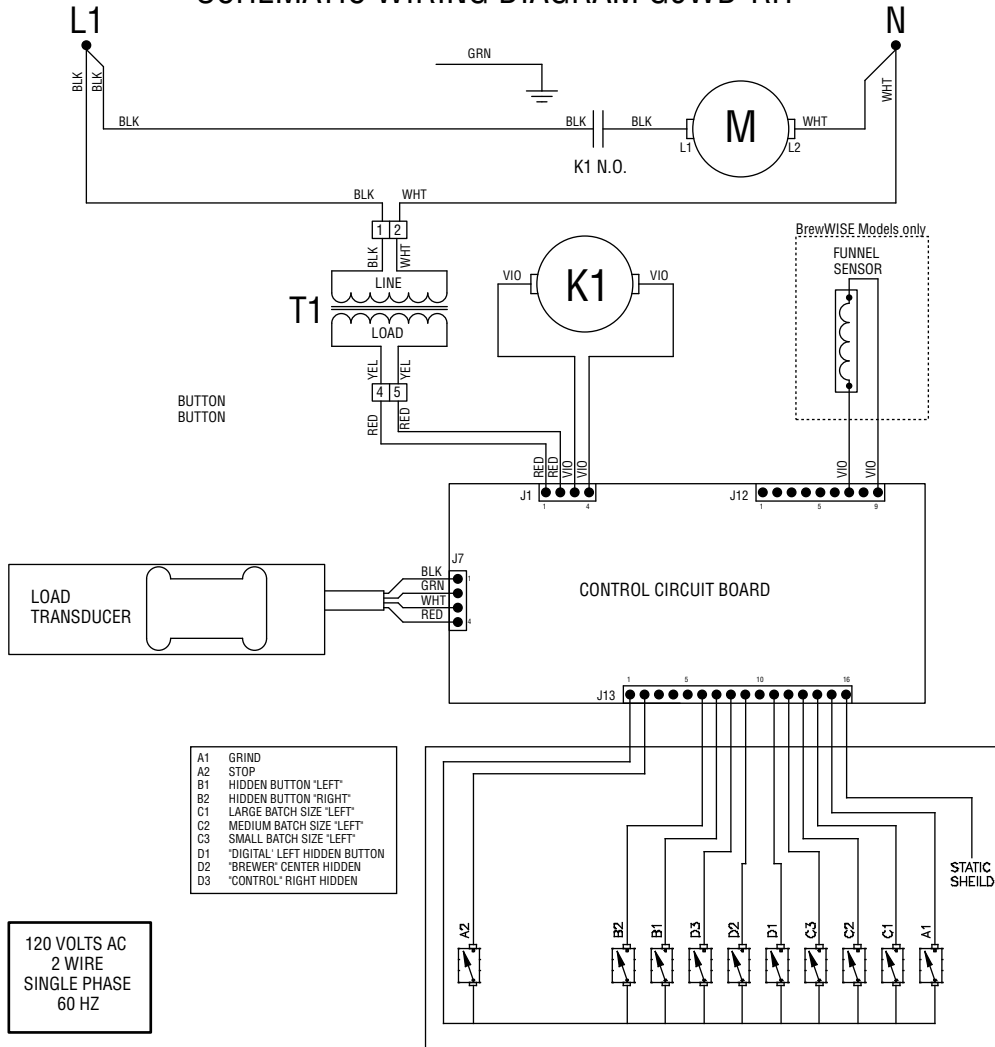 L1
N
GRN
BLK
BLK
WHT
BLK
BLK
BLK
M
WHT
L1
L2
K1 N.O.
BLK
WHT
1 2
BLK
WHT
LINE
T1
LOAD
YEL
YEL
4 5
RED
RED
VIO
K1
VIO
BrewWISE Models only
FUNNEL
SENSOR
BUTTON
BUTTON
RED
RED
VIO
VIO
VIO
VIO
J1
1
4
J12
1
5
9
LOAD
TRANSDUCER
J7
BLK
GRN
WHT
RED
1
4
CONTROL CIRCUIT BOARD
J13
1
5
10
16
A1 GRIND
A2 STOP
B1 HIDDEN BUTTON "LEFT"
B2 HIDDEN BUTTON "RIGHT"
C1 LARGE BATCH SIZE "LEFT"
C2 MEDIUM BATCH SIZE "LEFT"
C3 SMALL BATCH SIZE "LEFT"
D1 "DIGITAL' LEFT HIDDEN BUTTON
D2 "BREWER" CENTER HIDDEN
D3 "CONTROL" RIGHT HIDDEN
STATIC
SHEILD
A2
B2
B1
D3
D2
D1
C3
C2
C1
A1
120 VOLTS AC
2 WIRE
SINGLE PHASE
60 HZ